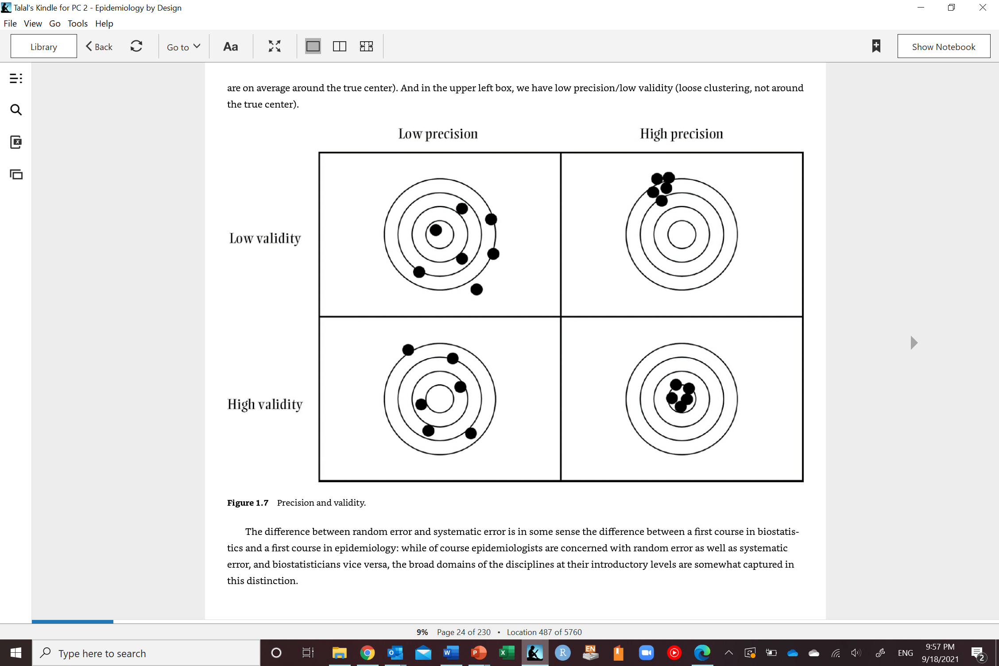 Talal's Kindle for PC 2 - Epidemiology by Design
File View Go Tools Help
Library Back Go to Aa Show Notebook
are on average around the true center). And in the upper left box, we have low precision/low validity (loose clustering, not around
the true center).
Low precision High precision
Low validity
High validity
Figure 1.7 Precision and validity.
The difference between random error and systematic error is in some sense the difference between a first course in biostatis-
tics and a first course in epidemiology: while of course epidemiologists are concerned with random error as well as systematic
error, and biostatisticians vice versa, the broad domains of the disciplines at their introductory levels are somewhat captured in
this distinction.
9% Page 24 of 230 • Location 487 of 5760
Type here to search
O
W
P
X
R
EN
ENG
9:57 PM
9/18/2021
2